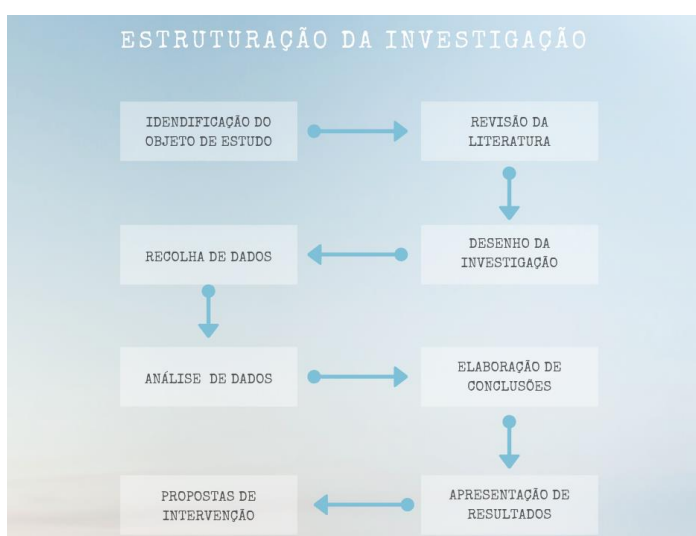 ESTRUTURAÇÃO DA INVESTIGAÇÃO
IDENDIFICAÇÃO DO
OBJETO DE ESTUDO
REVISÃO DA
LITERATURA
DESENHO DA
INVESTIGAÇÃO
RECOLHA DE DADOS
ANÁLISE DE DADOS
ELABORAÇÃO DE
CONCLUSÕES
APRESENTAÇÃO DE
RESULTADOS
PROPOSTAS DE
INTERVENÇÃO